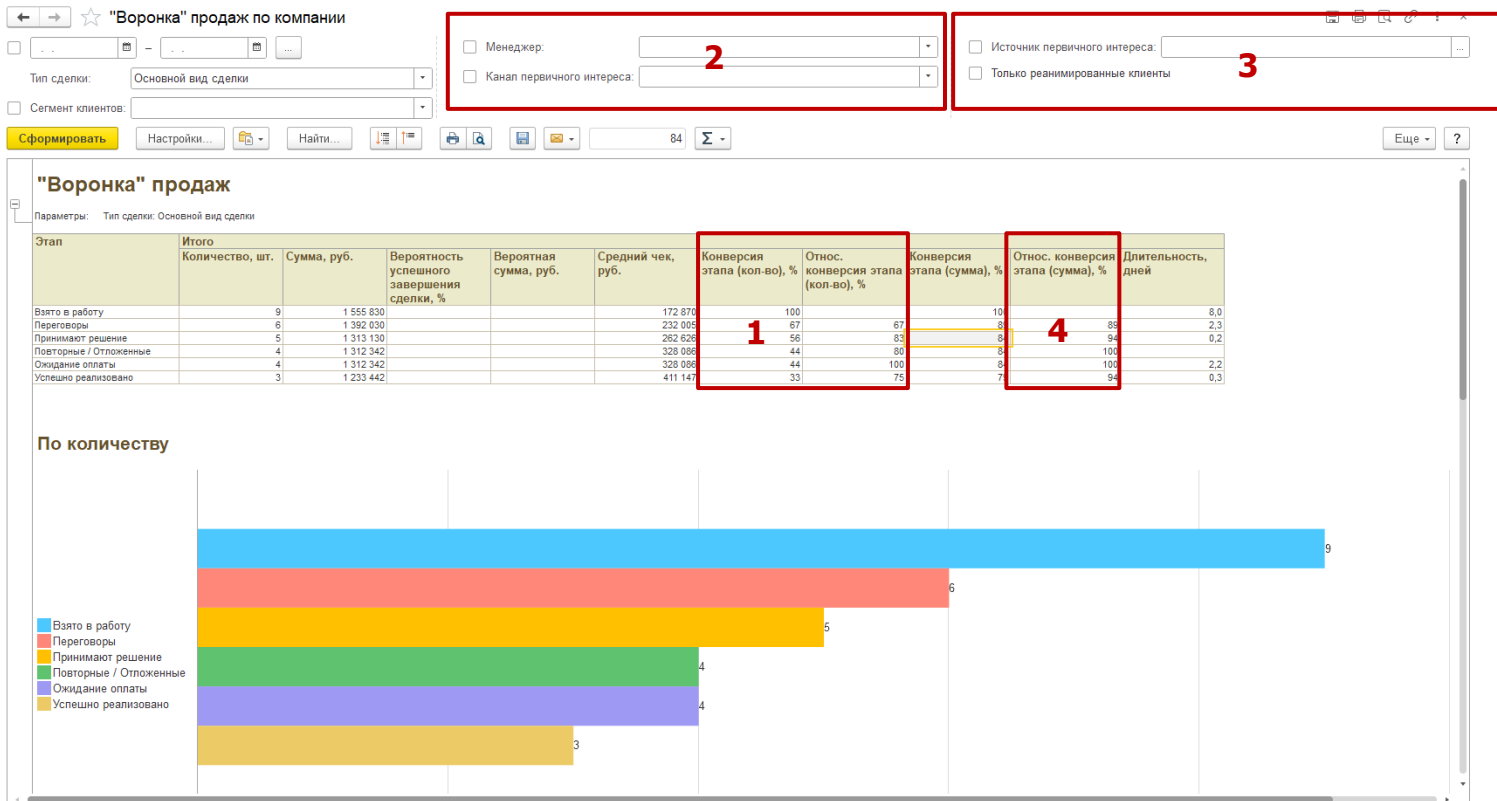 "Воронка" продаж по компании
. . – . . ...
Тип сделки: Основной вид сделки
Сегмент клиентов:
Менеджер:
Канал первичного интереса:
2
Источник первичного интереса: ...
Только реанимированные клиенты
3
Сформировать Настройки... Найти... 84 Σ Еще ?
"Воронка" продаж
Параметры: Тип сделки: Основной вид сделки
Этап Итого
Количество, шт. Сумма, руб. Вероятность успешного завершения сделки, % Вероятная сумма, руб. Средний чек, руб. Конверсия этапа (кол-во), % Относ. конверсия этапа (кол-во), % Конверсия этапа (сумма), % Относ. конверсия этапа (сумма), % Длительность, дней
Взято в работу 9 1 555 830 172 870 100 100 8,0
Переговоры 6 1 392 030 232 005 67 67 89 89 2,3
Принимают решение 5 1 313 130 262 626 56 83 84 94 0,2
Повторные / Отложенные 4 1 312 342 328 086 44 80 84 100
Ожидание оплаты 4 1 312 342 328 086 44 100 84 100 2,2
Успешно реализовано 3 1 233 442 411 147 33 75 79 94 0,3
1
4
По количеству
9
6
5
4
4
3
Взято в работу
Переговоры
Принимают решение
Повторные / Отложенные
Ожидание оплаты
Успешно реализовано